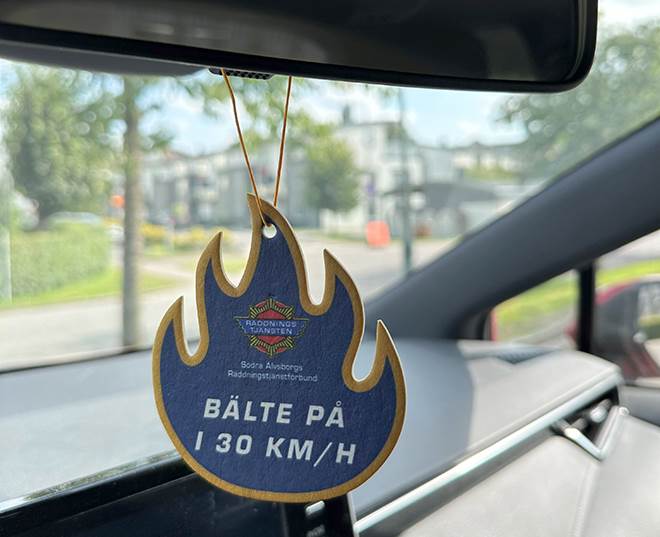 RÄDDNINGS
TJÄNSTEN
Södra Älvsborgs
Räddningstjänstförbund
BÄLTE PÅ
I 30 KM/H